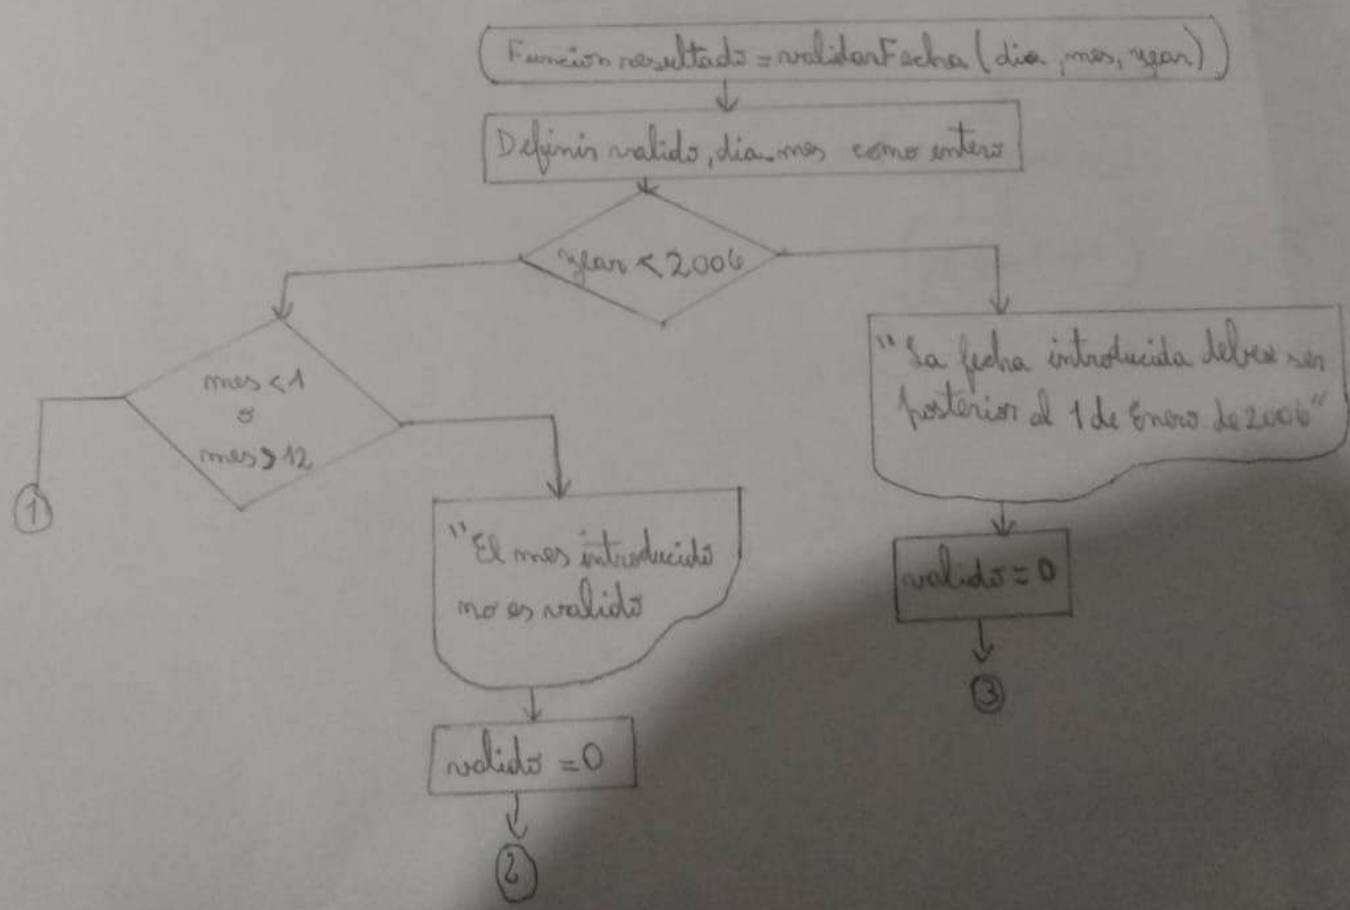 Funcion resultado = validarFecha (dia, mes, year)
Definir valido, dia, mes como entero
year < 2006
mes < 1
o
mes > 12
"La fecha introducida debe ser
posterior al 1 de Enero de 2006"
1
"El mes introducido
no es valido
valido = 0
3
valido = 0
2